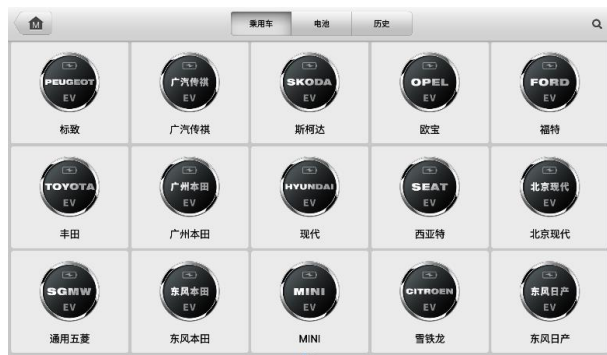 M
乘用车 电池 历史
PEUGEOT 广汽传祺 SKODA OPEL FORD
EV EV EV EV EV
标致 广汽传祺 斯柯达 欧宝 福特
TOYOTA 广州本田 HYUNDAI SEAT 北京现代
EV EV EV EV EV
丰田 广州本田 现代 西亚特 北京现代
SGMW 东风本田 MINI CITROEN 东风日产
EV EV EV EV EV
通用五菱 东风本田 MINI 雪铁龙 东风日产